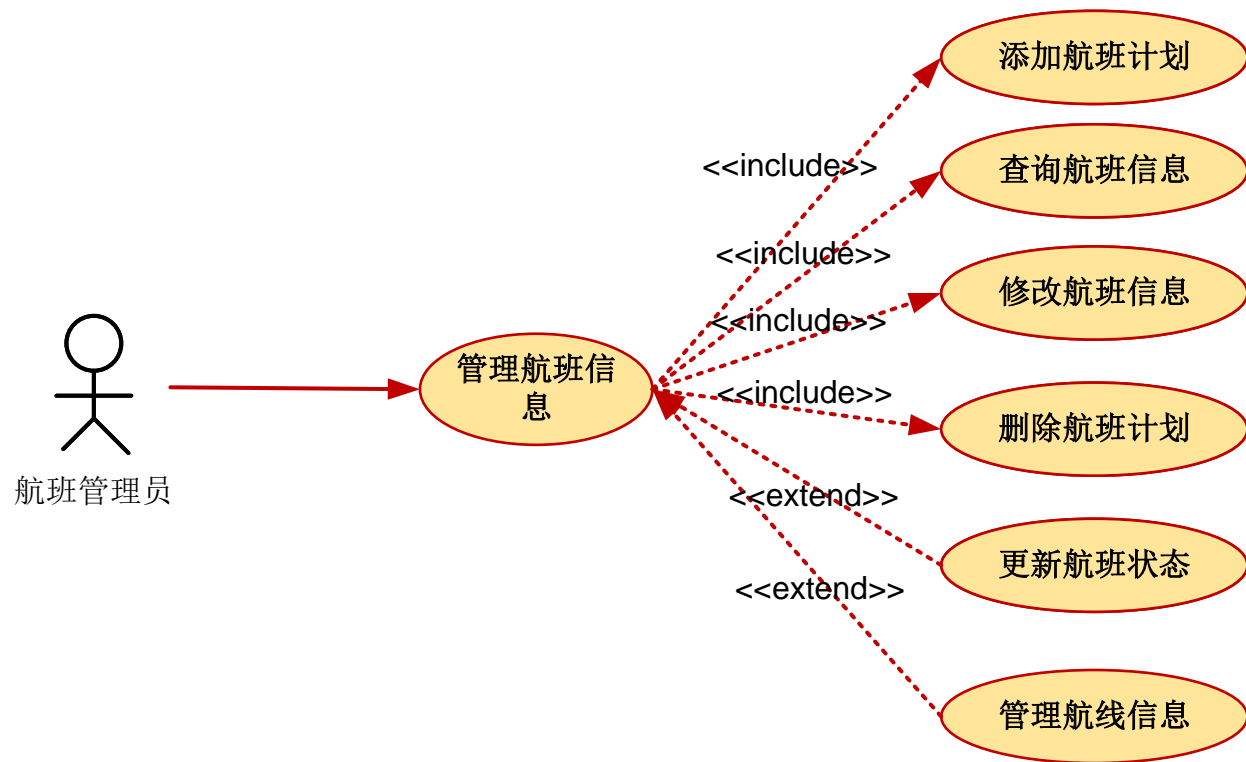 添加航班计划
<<include>>
查询航班信息
<<include>>
修改航班信息
<<include>>
管理航班信
息
<<include>>
删除航班计划
航班管理员
<<extend>>
更新航班状态
<<extend>>
管理航线信息